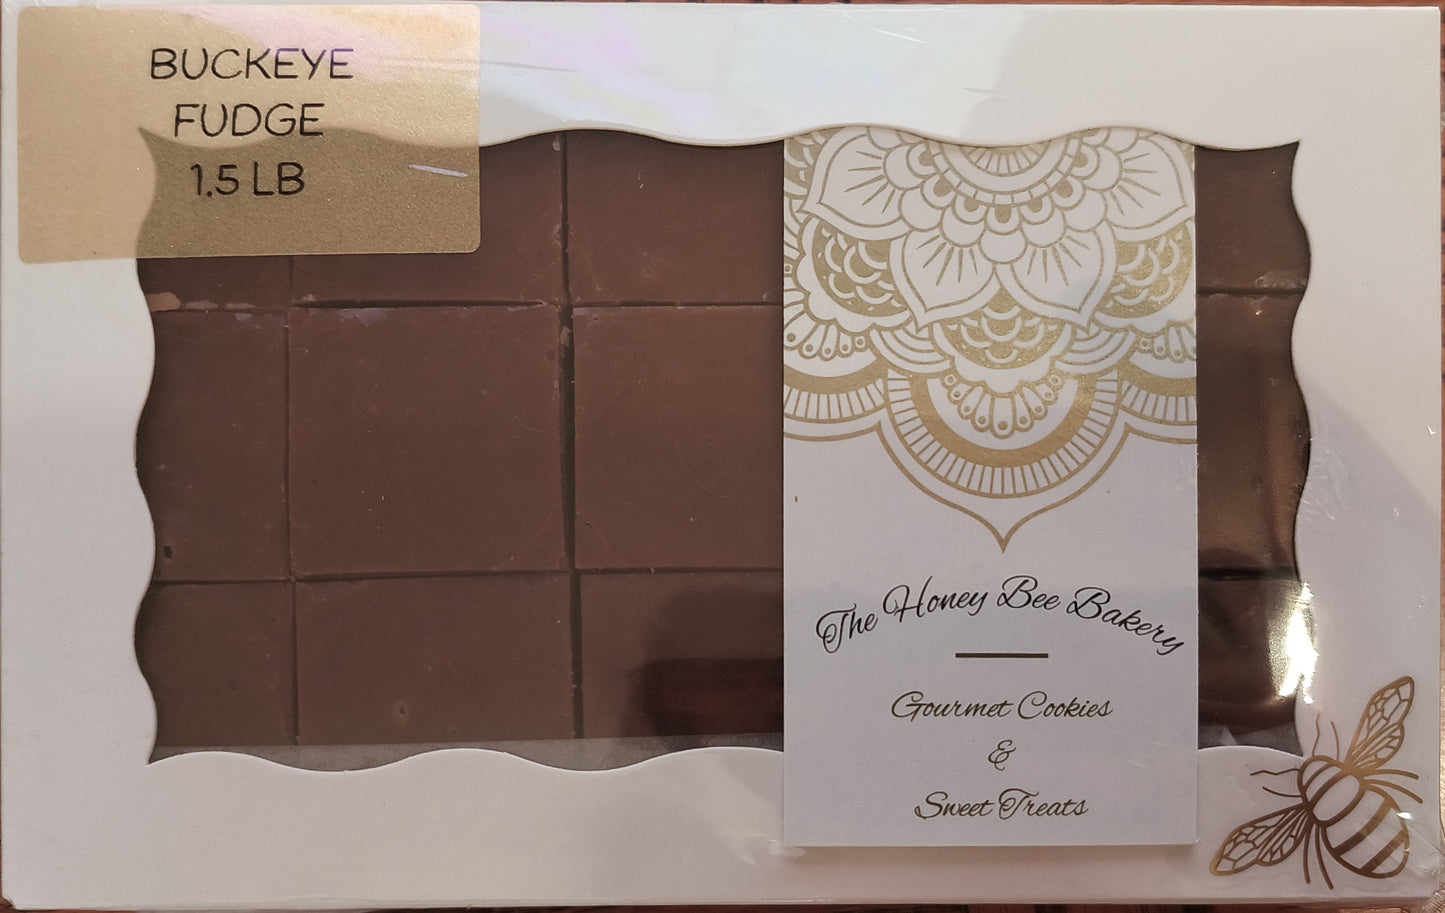 BUCKEYE
FUDGE
1.5 LB
The Honey Bee Bakery
Gourmet Cookies
&
Sweet Treats